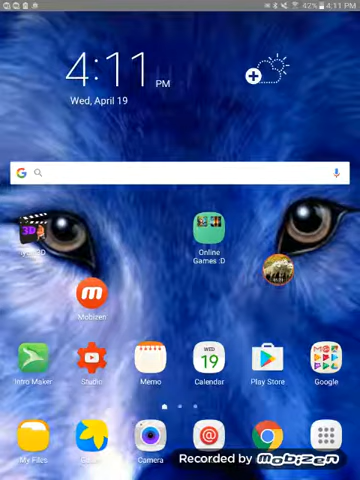 42% 4:11 PM
4:11 PM
Wed, April 19
Online
Games :D
Mobizen
WED
19
Intro Maker
Studio
Memo
Calendar
Play Store
Google
My Files
Camera
Recorded by Mobizen